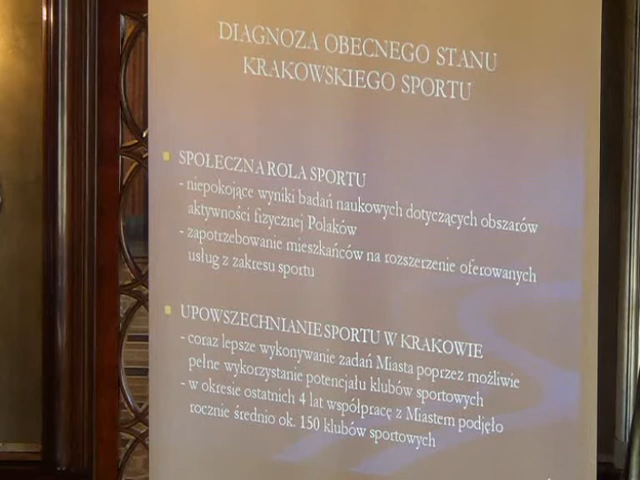 DIAGNOZA OBECNEGO STANU
KRAKOWSKIEGO SPORTU
SPOŁECZNA ROLA SPORTU
- niepokojące wyniki badań naukowych dotyczących obszarów
aktywności fizycznej Polaków
- zapotrzebowanie mieszkańców na rozszerzenie oferowanych
usług z zakresu sportu
UPOWSZECHNIANIE SPORTU W KRAKOWIE
- coraz lepsze wykonywanie zadań Miasta poprzez możliwie
pełne wykorzystanie potencjału klubów sportowych
- w okresie ostatnich 4 lat współpracę z Miastem podjęło
rocznie średnio ok. 150 klubów sportowych